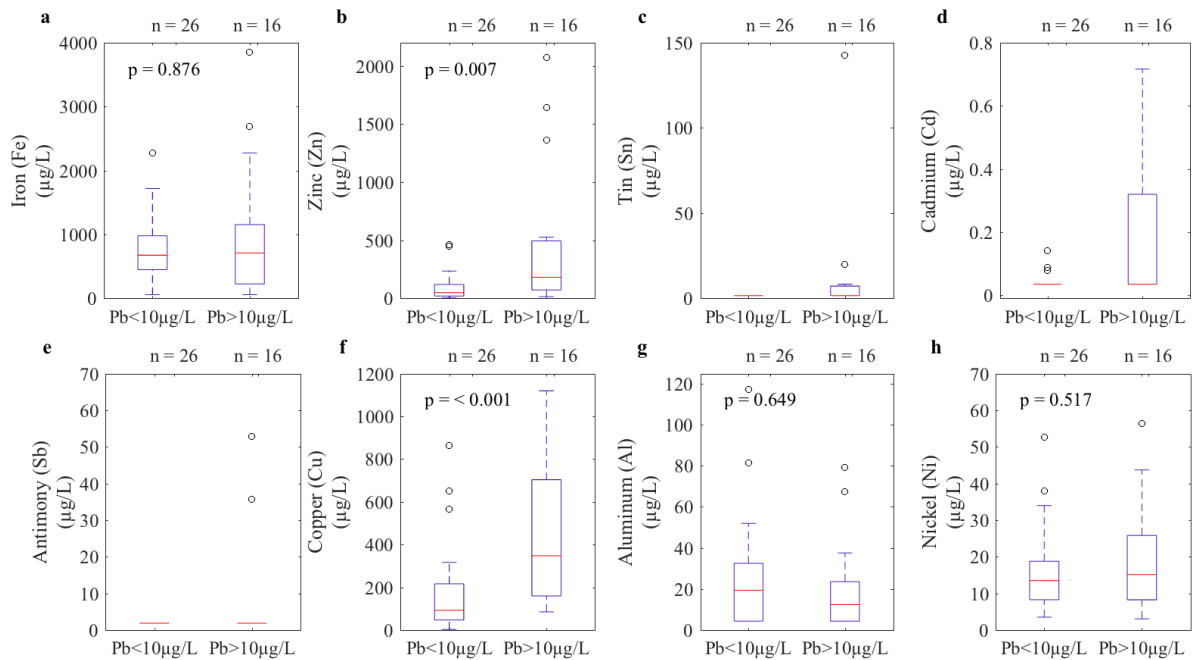 a n = 26 n = 16
4000
3000
2000
1000
0
Iron (Fe)
(µg/L)
p = 0.876
Pb<10µg/L Pb>10µg/L
b n = 26 n = 16
2000
1500
1000
500
0
Zinc (Zn)
(µg/L)
p = 0.007
Pb<10µg/L Pb>10µg/L
c n = 26 n = 16
150
100
50
0
Tin (Sn)
(µg/L)
Pb<10µg/L Pb>10µg/L
d n = 26 n = 16
0.8
0.6
0.4
0.2
0
Cadmium (Cd)
(µg/L)
Pb<10µg/L Pb>10µg/L
e n = 26 n = 16
70
60
50
40
30
20
10
0
Antimony (Sb)
(µg/L)
Pb<10µg/L Pb>10µg/L
f n = 26 n = 16
1200
1000
800
600
400
200
0
Copper (Cu)
(µg/L)
p = < 0.001
Pb<10µg/L Pb>10µg/L
g n = 26 n = 16
120
100
80
60
40
20
0
Aluminum (Al)
(µg/L)
p = 0.649
Pb<10µg/L Pb>10µg/L
h n = 26 n = 16
70
60
50
40
30
20
10
0
Nickel (Ni)
(µg/L)
p = 0.517
Pb<10µg/L Pb>10µg/L